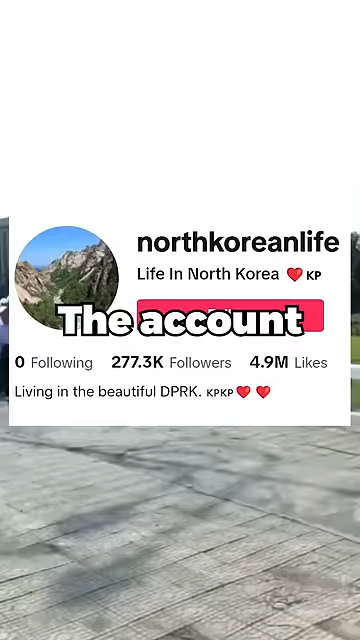 northkoreanlife
Life In North Korea ❤️ KP
The account
0 Following 277.3K Followers 4.9M Likes
Living in the beautiful DPRK. KPKP❤️ ❤️